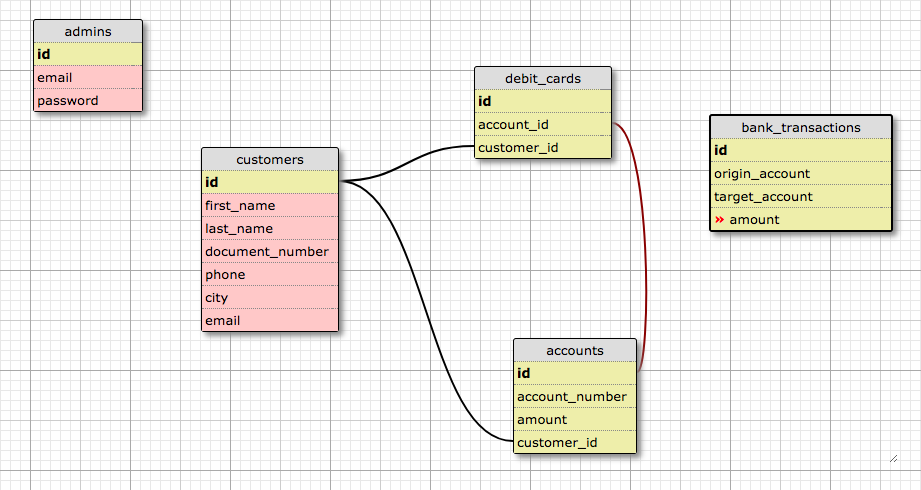 admins
id
email
password
customers
id
first_name
last_name
document_number
phone
city
email
debit_cards
id
account_id
customer_id
accounts
id
account_number
amount
customer_id
bank_transactions
id
origin_account
target_account
» amount